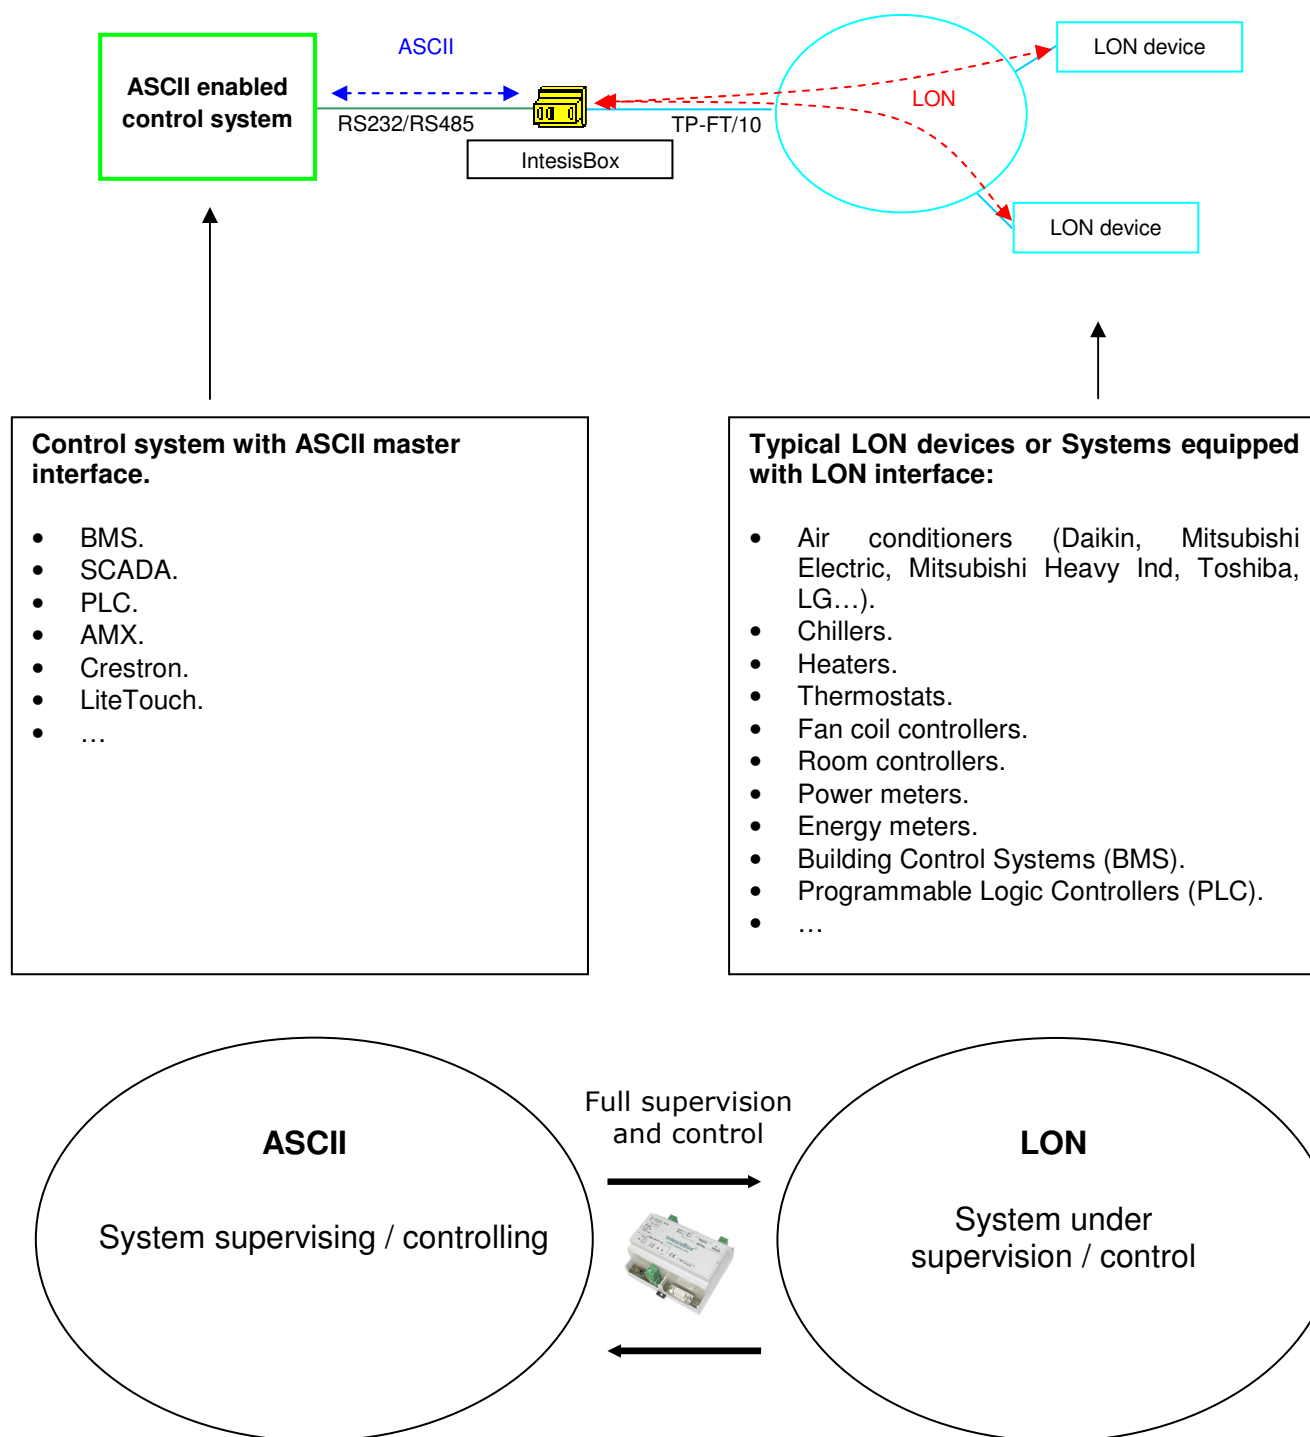 ASCII
LON device
ASCII enabled
control system
LON
RS232/RS485
TP-FT/10
IntesisBox
LON device
Control system with ASCII master
interface.
• BMS.
• SCADA.
• PLC.
• AMX.
• Crestron.
• LiteTouch.
• …
Typical LON devices or Systems equipped
with LON interface:
• Air conditioners (Daikin, Mitsubishi
Electric, Mitsubishi Heavy Ind, Toshiba,
LG…).
• Chillers.
• Heaters.
• Thermostats.
• Fan coil controllers.
• Room controllers.
• Power meters.
• Energy meters.
• Building Control Systems (BMS).
• Programmable Logic Controllers (PLC).
• …
Full supervision
and control
ASCII
System supervising / controlling
IntesisBox
LON
System under
supervision / control